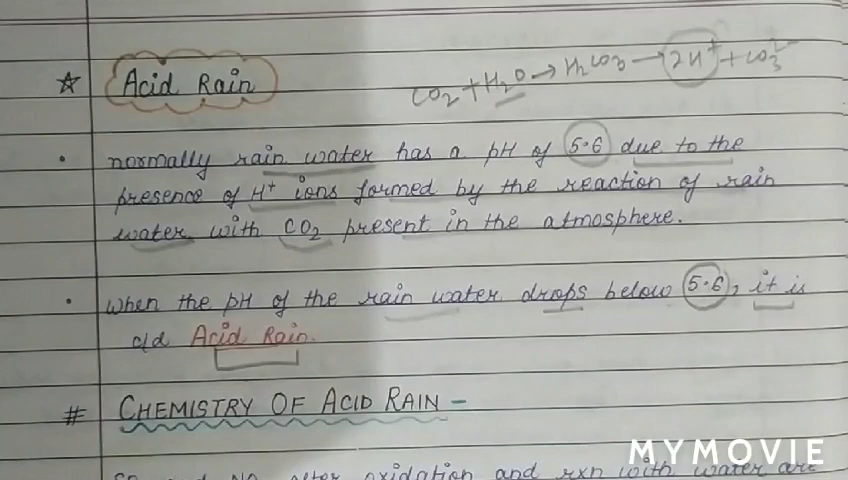 Acid Rain
CO2 + H2O → H2CO3 → 2H+ + CO3²⁻
• normally rain water has a pH of 5.6 due to the
presence of H+ ions formed by the reaction of rain
water with CO2 present in the atmosphere.
• when the pH of the rain water drops below 5.6, it is
c/d Acid Rain.
# CHEMISTRY OF ACID RAIN -
after oxidation and rxn with water are
MYMOVIE